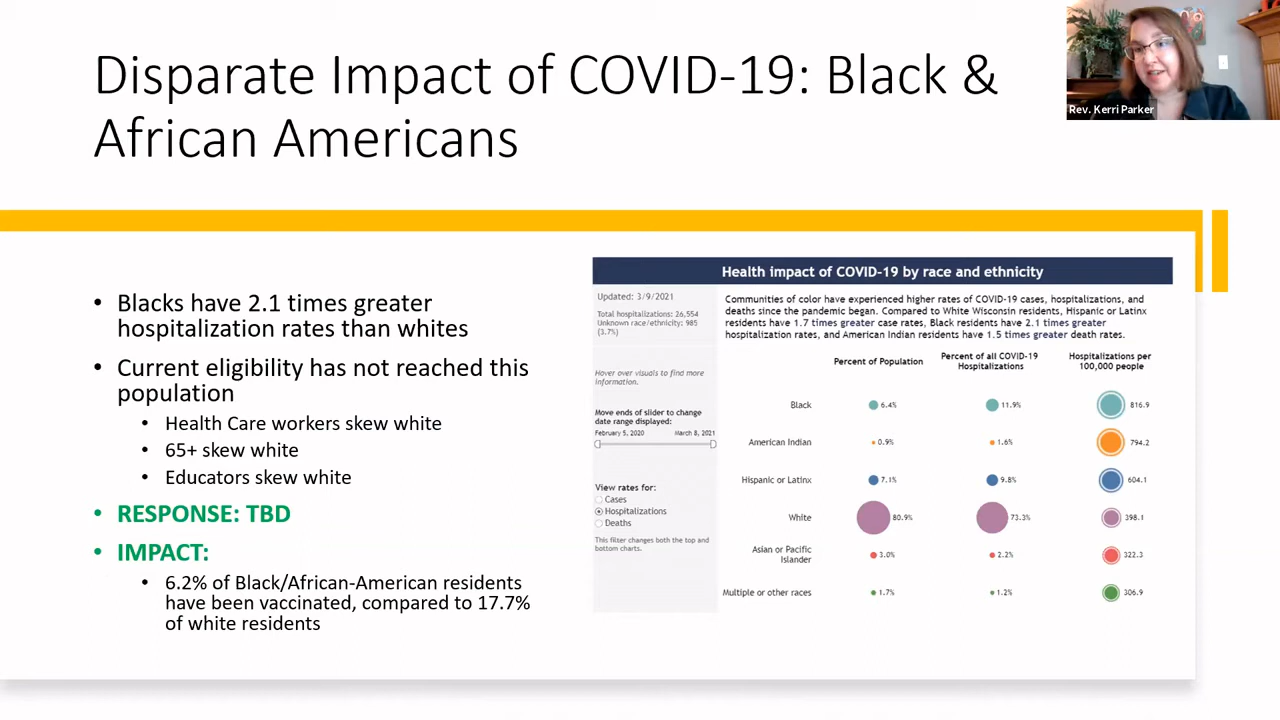 Disparate Impact of COVID-19: Black &
African Americans
Rev. Kerri Parker
• Blacks have 2.1 times greater
hospitalization rates than whites
• Current eligibility has not reached this
population
• Health Care workers skew white
• 65+ skew white
• Educators skew white
• RESPONSE: TBD
• IMPACT:
• 6.2% of Black/African-American residents
have been vaccinated, compared to 17.7%
of white residents
Health impact of COVID-19 by race and ethnicity
Updated: 3/9/2021
Total hospitalizations: 26,554
Unknown race/ethnicity: 985
(3.7%)
Hover over visuals to find more
information.
Move ends of slider to change
date range displayed:
February 5, 2020 March 8, 2021
View rates for:
Cases
Hospitalizations
Deaths
This filter changes both the top and
bottom charts.
Communities of color have experienced higher rates of COVID-19 cases, hospitalizations, and
deaths since the pandemic began. Compared to White Wisconsin residents, Hispanic or Latinx
residents have 1.7 times greater case rates, Black residents have 2.1 times greater
hospitalization rates, and American Indian residents have 1.5 times greater death rates.
Percent of Population
Percent of all COVID-19
Hospitalizations
Hospitalizations per
100,000 people
Black 6.4% 11.9% 816.9
American Indian 0.9% 1.6% 794.2
Hispanic or Latinx 7.1% 9.8% 604.1
White 80.9% 73.3% 398.1
Asian or Pacific
Islander 3.0% 2.2% 322.3
Multiple or other races 1.7% 1.2% 306.9